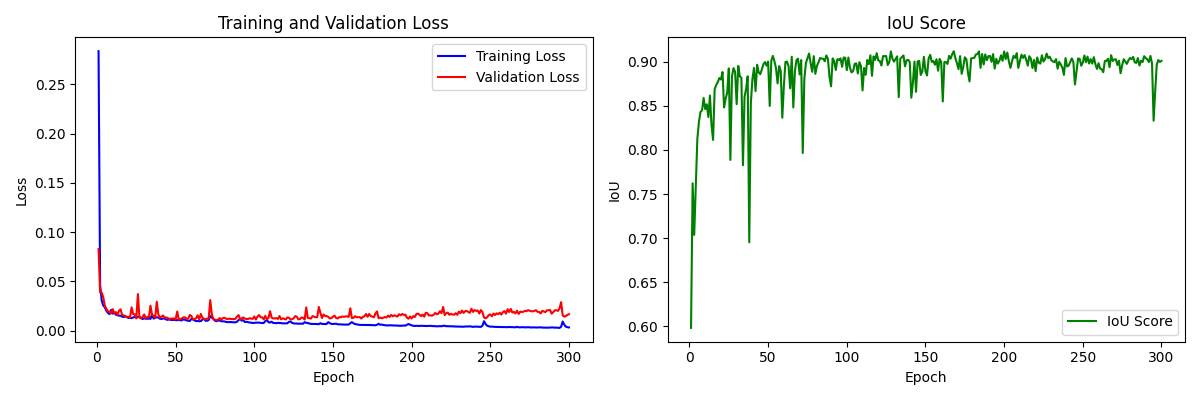 Training and Validation Loss
Loss
0.25
0.20
0.15
0.10
0.05
0.00
0 50 100 150 200 250 300
Epoch
Training Loss
Validation Loss
IoU Score
IoU
0.90
0.85
0.80
0.75
0.70
0.65
0.60
0 50 100 150 200 250 300
Epoch
IoU Score